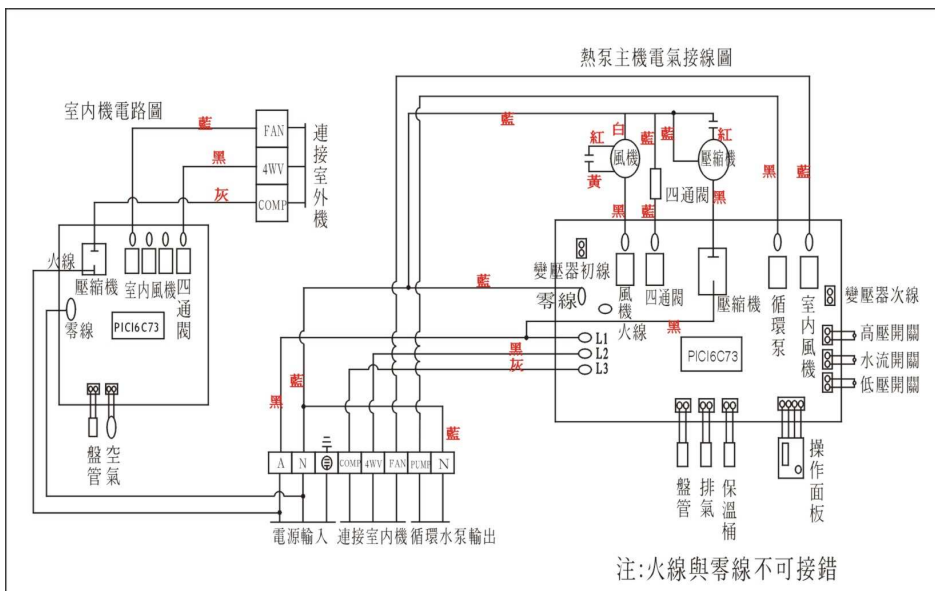 熱泵主機電氣接線圖
室内機電路圖
藍
FAN
黑
4WV
灰
COMP
連接室外機
火線
壓縮機
室内風機
四通閥
零線
PIC16C73
盤管
空氣
藍
白
紅
風機
黃
藍
藍
四通閥
紅
壓縮機
黑
黑
藍
黑
藍
變壓器初線
藍
零線
風機
四通閥
火線
壓縮機
黑
循環泵
室内風機
變壓器次線
L1
黑
L2
灰
L3
PIC16C73
高壓開關
水流開關
低壓開關
黑
藍
藍
A
N
COMP
4WV
FAN
PUMP
N
電源輸入
連接室内機
循環水泵輸出
盤管
排氣
保溫桶
操作面板
注:火線與零線不可接錯